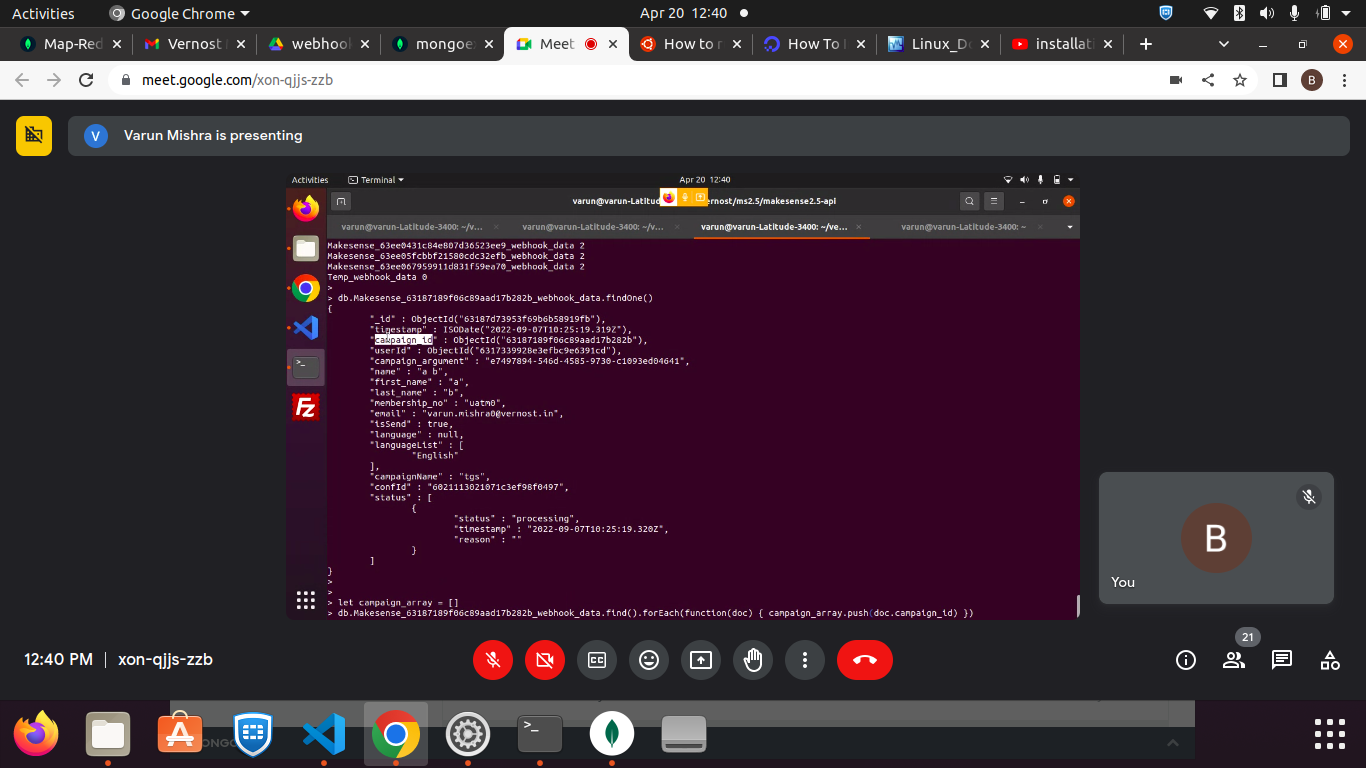 Activities Google Chrome Apr 20 12:40
Map-Red Vernost M webhook mongoex Meet How to r How To I Linux_Do installati
meet.google.com/xon-qjjs-zzb B
V Varun Mishra is presenting
Activities Terminal Apr 20 12:40
varun@varun-Latitud ernost/ms2.5/makesense2.5-api
varun@varun-Latitude-3400: ~/v... varun@varun-Latitude-3400: ~/v... varun@varun-Latitude-3400: ~/ve... varun@varun-Latitude-3400: ~
Makesense_63ee0431c84e807d36523ee9_webhook_data 2
Makesense_63ee05fcbbf21580cdc32efb_webhook_data 2
Makesense_63ee067959911d831f59ea70_webhook_data 2
Temp_webhook_data 0
>
> db.Makesense_63187189f06c89aad17b282b_webhook_data.findOne()
{
"_id" : ObjectId("63187d73953f69b6b58919fb"),
"timestamp" : ISODate("2022-09-07T10:25:19.319Z"),
"campaign_id" : ObjectId("63187189f06c89aad17b282b"),
"userId" : ObjectId("6317339928e3efbc9e6391cd"),
"campaign_argument" : "e7497894-546d-4585-9730-c1093ed04641",
"name" : "a b",
"first_name" : "a",
"last_name" : "b",
"membership_no" : "uatm0",
"email" : "varun.mishra0@vernost.in",
"isSend" : true,
"language" : null,
"languageList" : [
"English"
],
"campaignName" : "tgs",
"confId" : "6021113021071c3ef98f0497",
"status" : [
{
"status" : "processing",
"timestamp" : "2022-09-07T10:25:19.320Z",
"reason" : ""
}
]
}
>
>
> let campaign_array = []
> db.Makesense_63187189f06c89aad17b282b_webhook_data.find().forEach(function(doc) { campaign_array.push(doc.campaign_id) })
B
You
12:40 PM | xon-qjjs-zzb
21